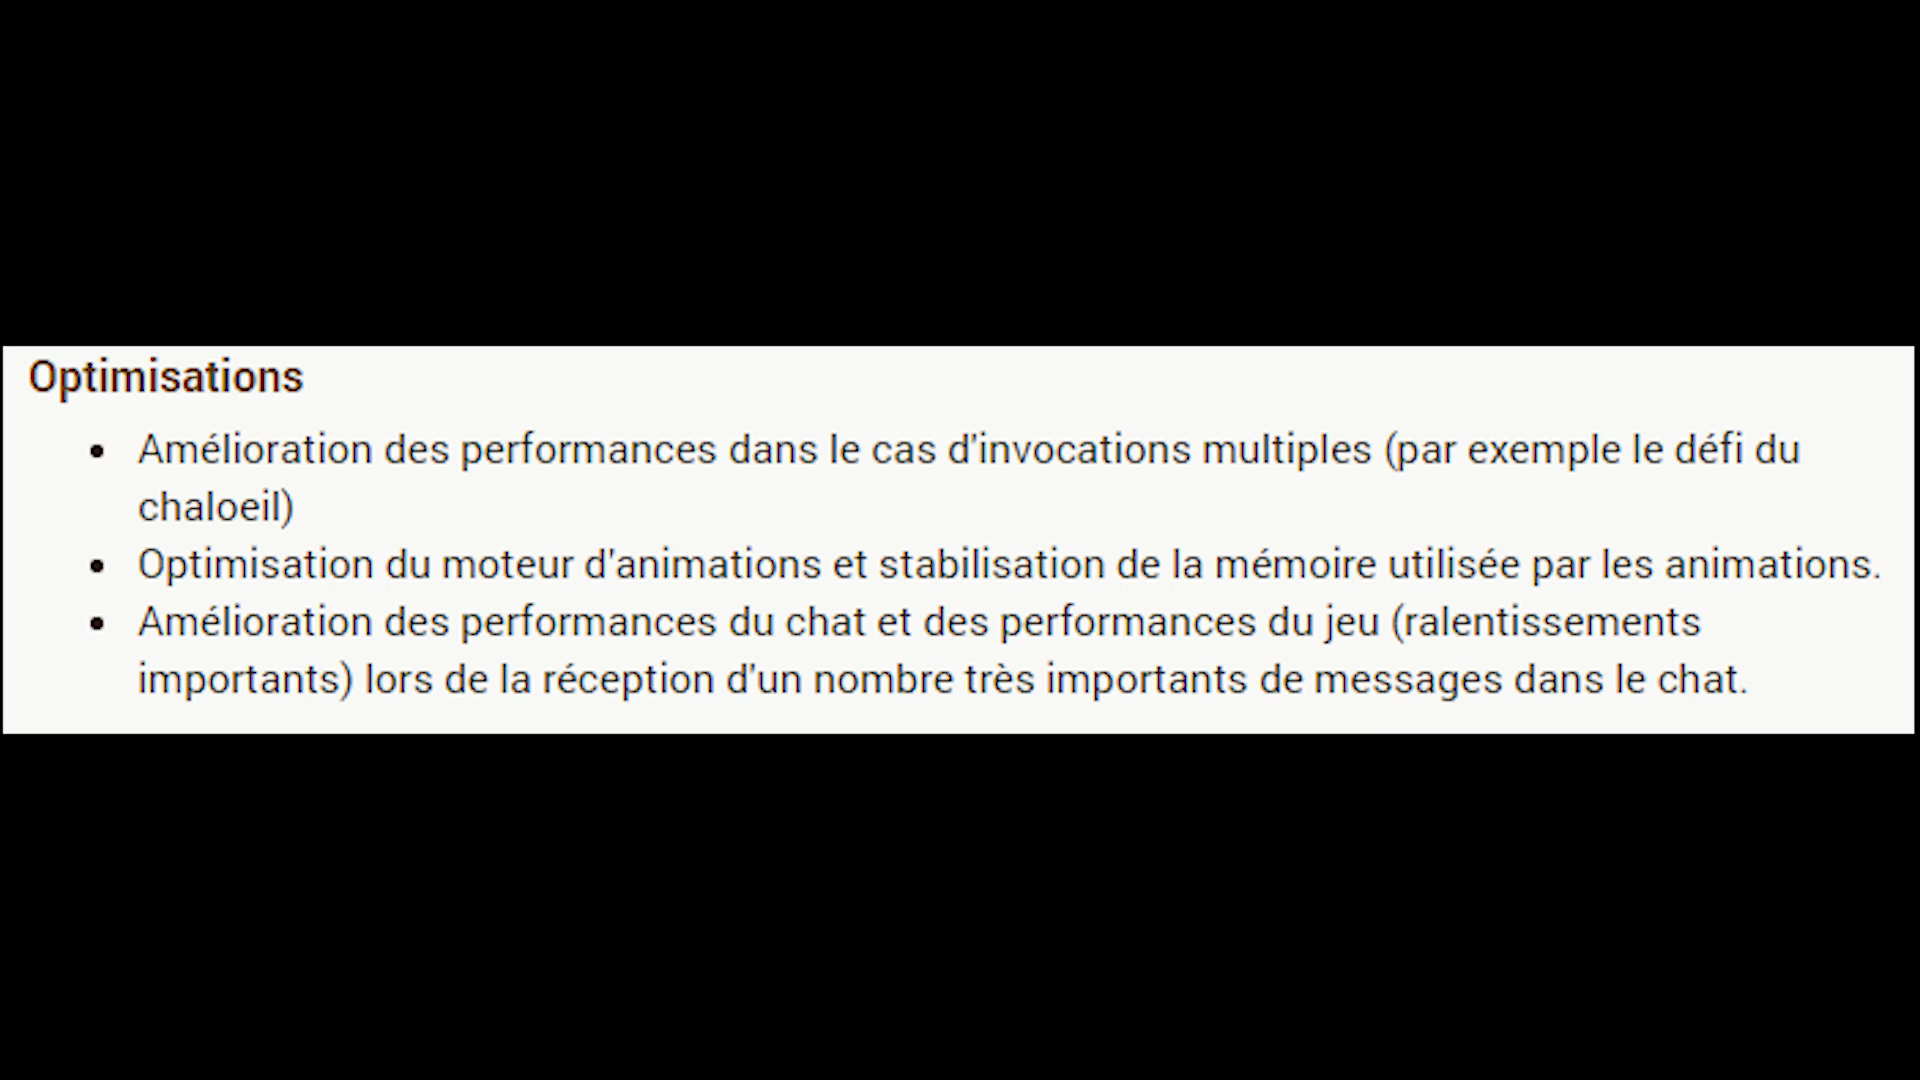 Optimisations
• Amélioration des performances dans le cas d'invocations multiples (par exemple le défi du
chaloeil)
• Optimisation du moteur d'animations et stabilisation de la mémoire utilisée par les animations.
• Amélioration des performances du chat et des performances du jeu (ralentissements
importants) lors de la réception d'un nombre très importants de messages dans le chat.